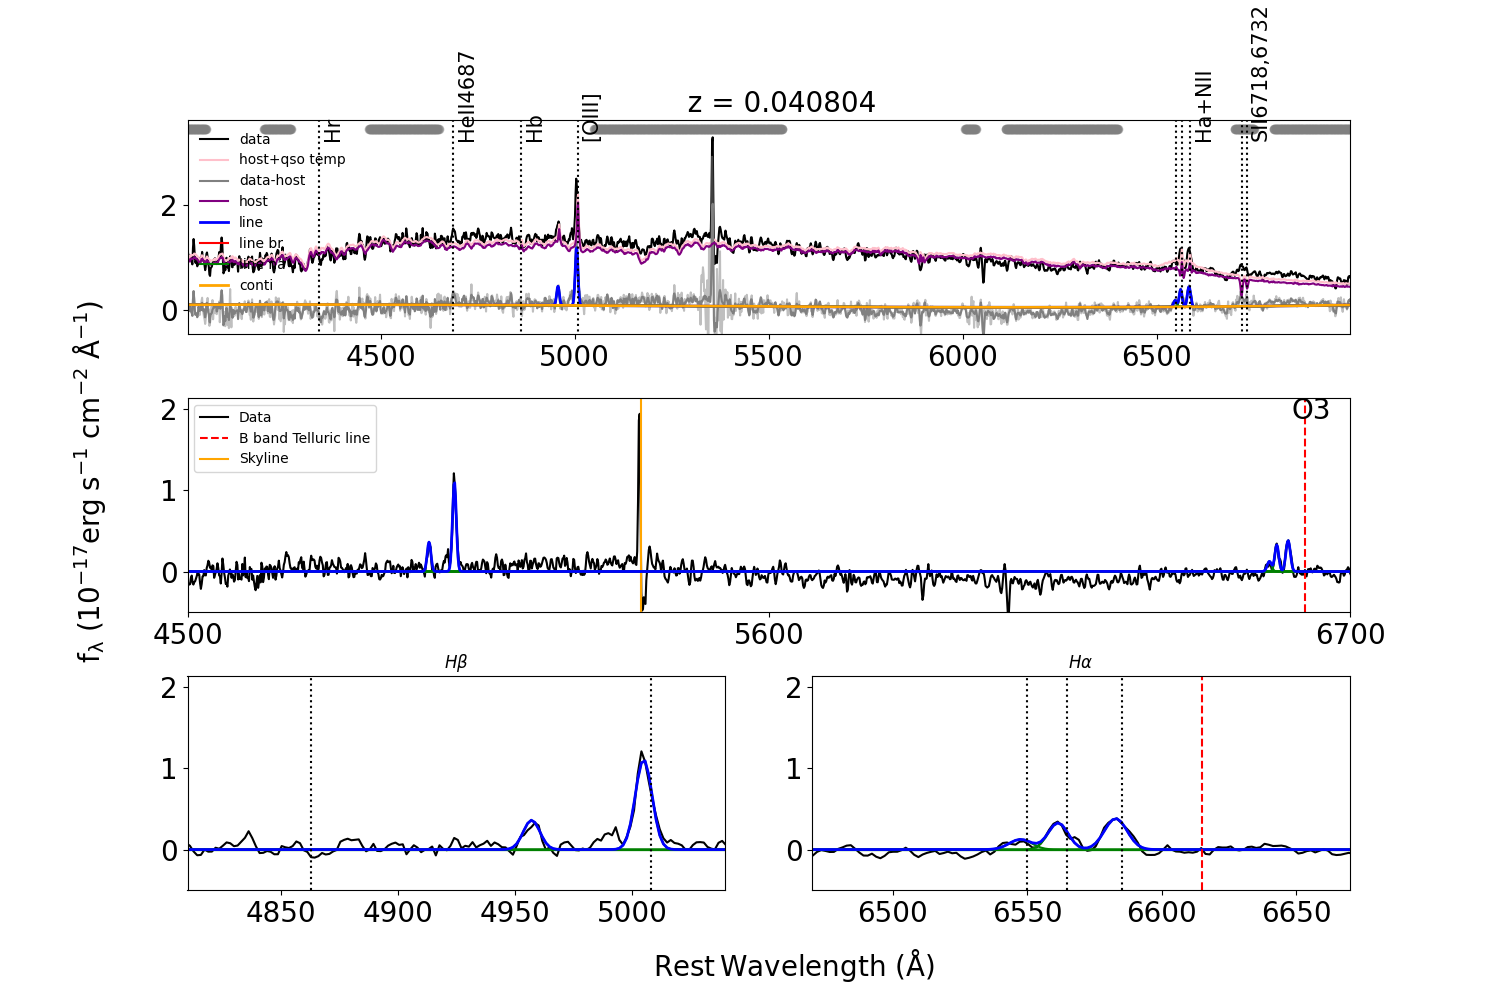 z = 0.040804
Hr
HeII4687
Hb
[OIII]
Ha+NII
SII6718,6732
data
host+qso temp
data-host
host
line
line br
conti
2
0
4500 5000 5500 6000 6500
fλ (10⁻¹⁷erg s⁻¹ cm⁻² Å⁻¹)
Data
B band Telluric line
Skyline
O3
2
1
0
4500 5600 6700
Hβ
2
1
0
4850 4900 4950 5000
Hα
2
1
0
6500 6550 6600 6650
Rest Wavelength (Å)